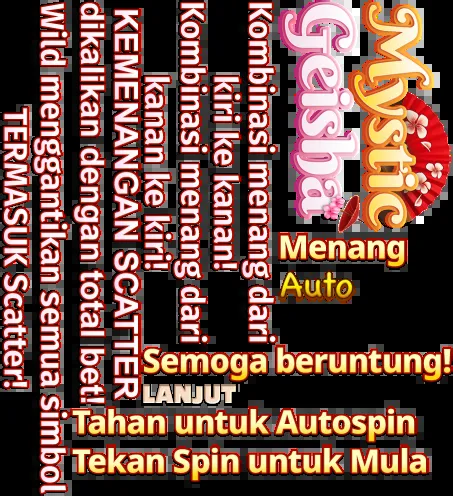 Mystic
Geisha
Kombinasi menang dari
kiri ke kanan!
Kombinasi menang dari
kanan ke kiri!
KEMENANGAN SCATTER
dikalikan dengan total bet!
Wild menggantikan semua simbol
TERMASUK Scatter!
Menang
Auto
Semoga beruntung!
LANJUT
Tahan untuk Autospin
Tekan Spin untuk Mula